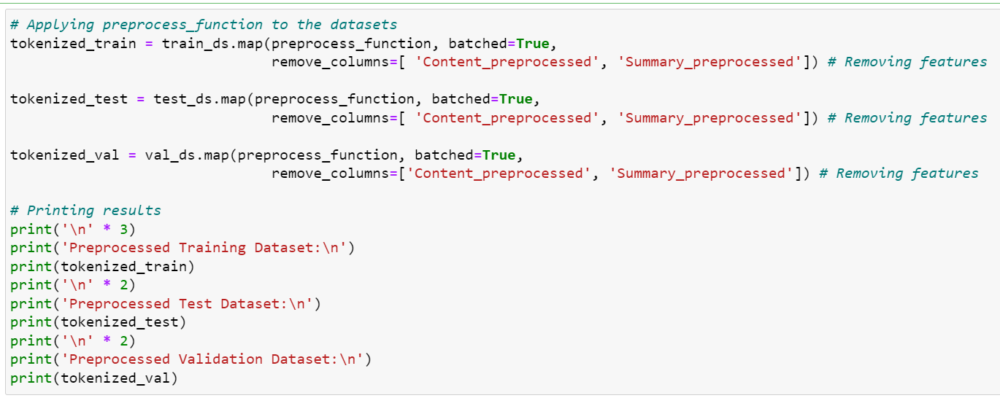 # Applying preprocess_function to the datasets
tokenized_train = train_ds.map(preprocess_function, batched=True,
                               remove_columns=[ 'Content_preprocessed', 'Summary_preprocessed']) # Removing features

tokenized_test = test_ds.map(preprocess_function, batched=True,
                               remove_columns=[ 'Content_preprocessed', 'Summary_preprocessed']) # Removing features

tokenized_val = val_ds.map(preprocess_function, batched=True,
                               remove_columns=['Content_preprocessed', 'Summary_preprocessed']) # Removing features

# Printing results
print('\n' * 3)
print('Preprocessed Training Dataset:\n')
print(tokenized_train)
print('\n' * 2)
print('Preprocessed Test Dataset:\n')
print(tokenized_test)
print('\n' * 2)
print('Preprocessed Validation Dataset:\n')
print(tokenized_val)